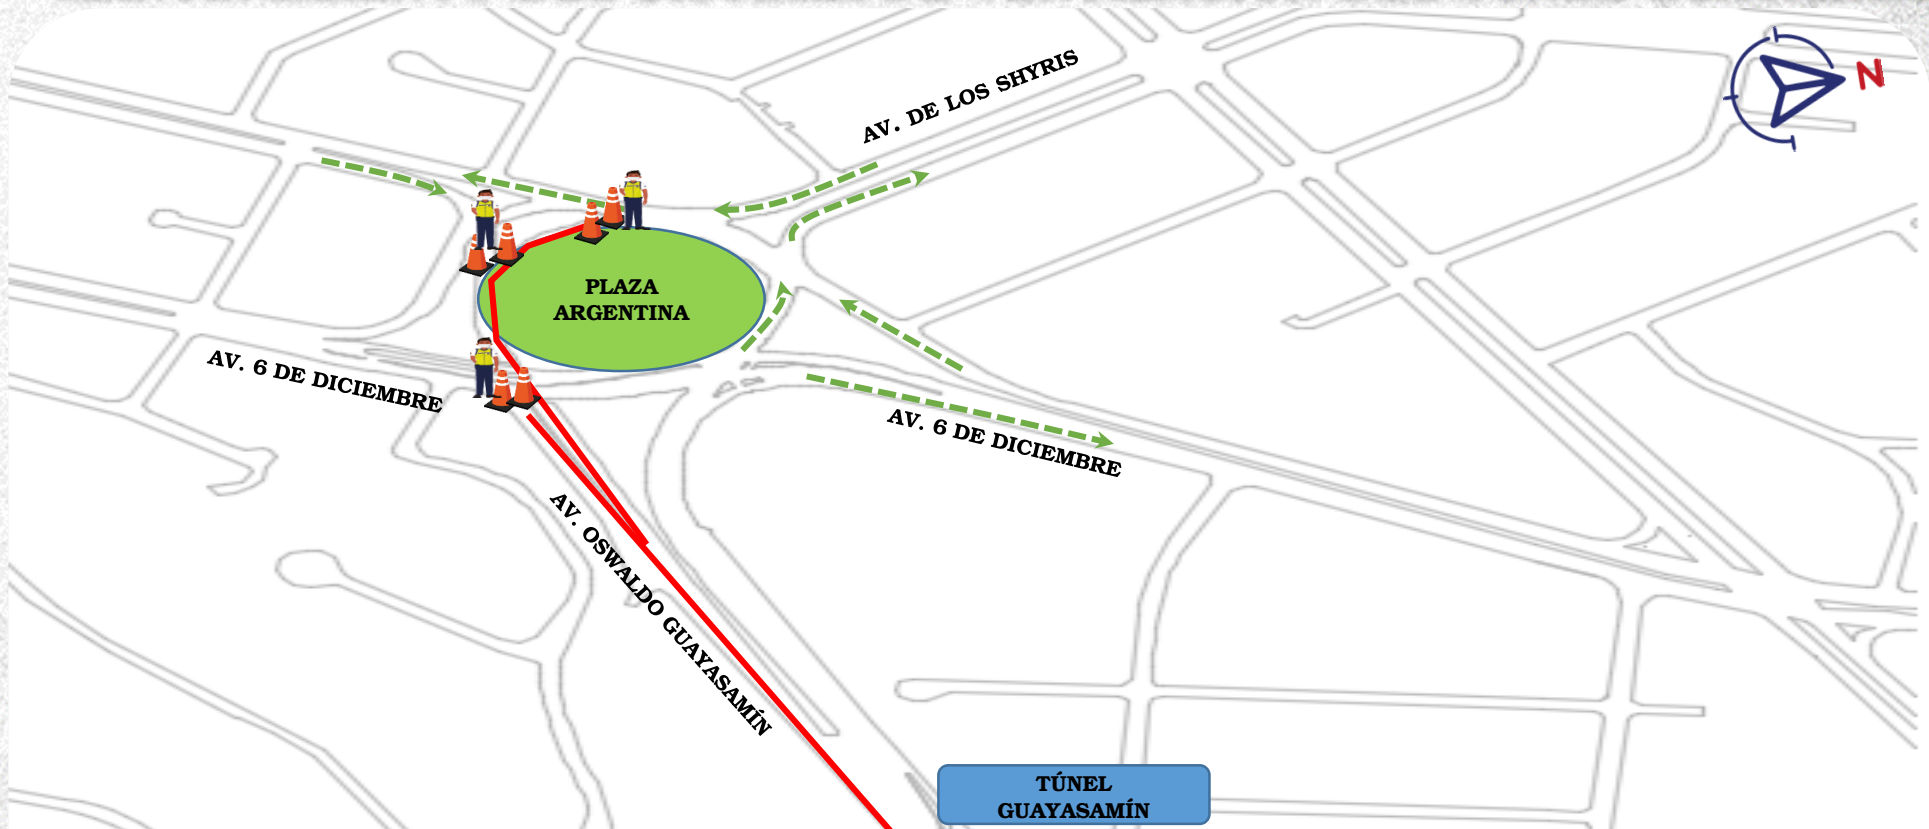 AV. DE LOS SHYRIS
N
PLAZA
ARGENTINA
AV. 6 DE DICIEMBRE
AV. 6 DE DICIEMBRE
AV. OSWALDO GUAYASAMÍN
TÚNEL
GUAYASAMÍN